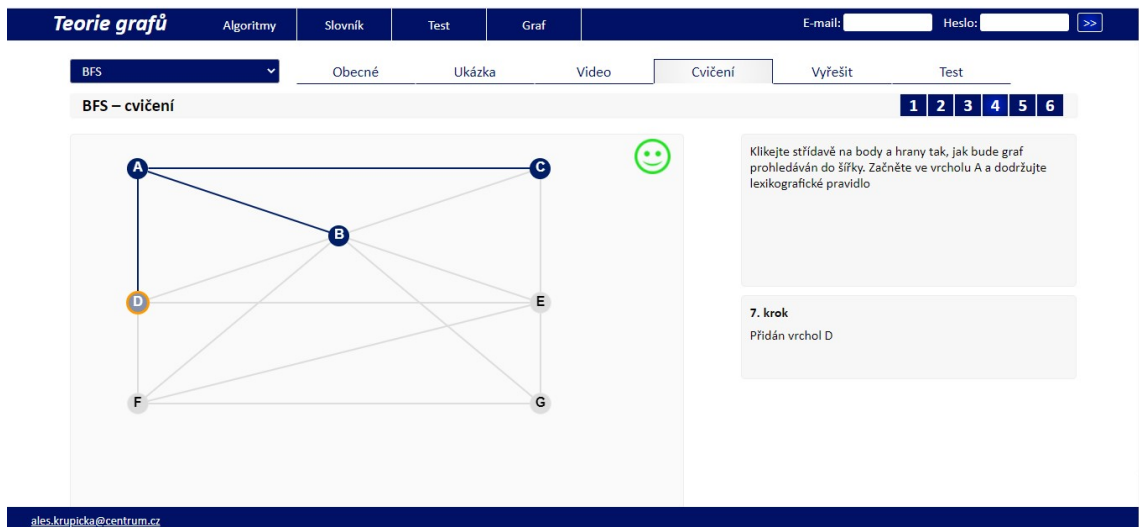 Teorie grafů
Algoritmy
Slovník
Test
Graf
E-mail:
Heslo:
>>
BFS
Obecné
Ukázka
Video
Cvičení
Vyřešit
Test
BFS – cvičení
1 2 3 4 5 6
A
C
B
D
E
F
G
Klikejte střídavě na body a hrany tak, jak bude graf
prohledáván do šířky. Začněte ve vrcholu A a dodržujte
lexikografické pravidlo
7. krok
Přidán vrchol D
ales.krupicka@centrum.cz